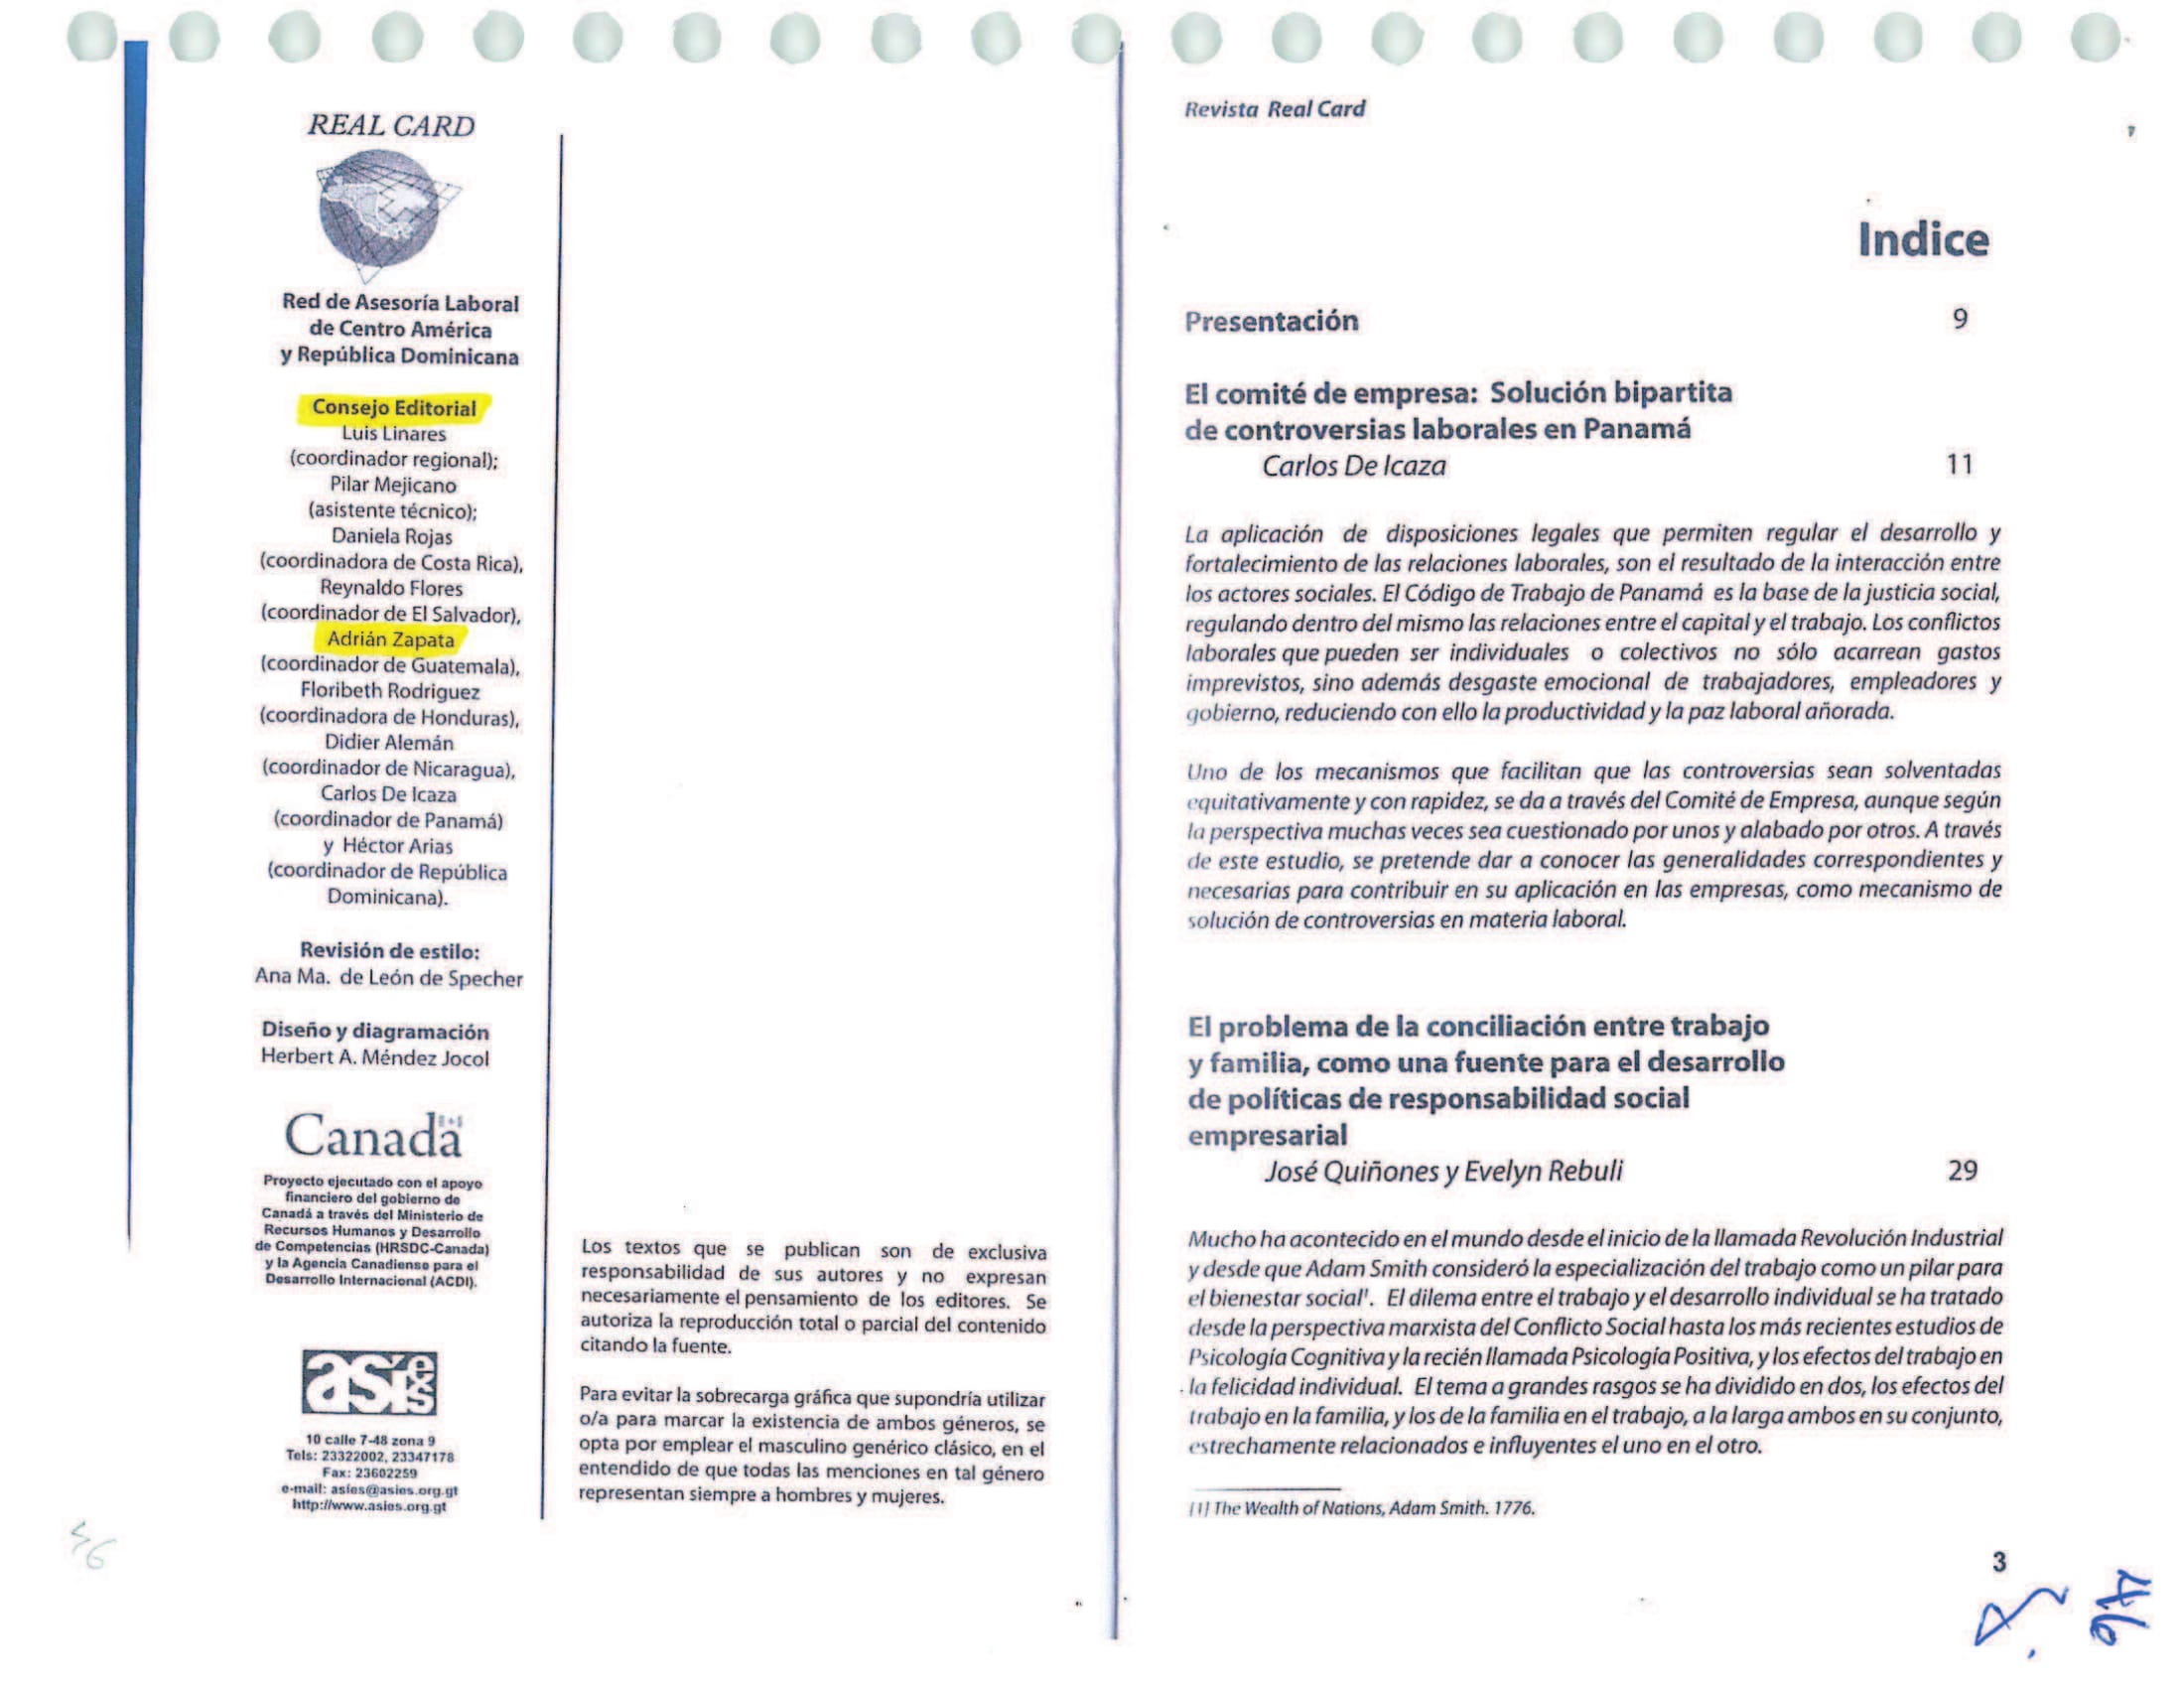 REAL CARD
Red de Asesoría Laboral
de Centro América
y República Dominicana
Consejo Editorial
Luis Linares
(coordinador regional);
Pilar Mejicano
(asistente técnico);
Daniela Rojas
(coordinadora de Costa Rica),
Reynaldo Flores
(coordinador de El Salvador),
Adrián Zapata
(coordinador de Guatemala),
Floribeth Rodriguez
(coordinadora de Honduras),
Didier Alemán
(coordinador de Nicaragua),
Carlos De Icaza
(coordinador de Panamá)
y Héctor Arias
(coordinador de República
Dominicana).
Revisión de estilo:
Ana Ma. de León de Specher
Diseño y diagramación
Herbert A. Méndez Jocol
Canadä
Proyecto ejecutado con el apoyo
financiero del gobierno de
Canadá a través del Ministerio de
Recursos Humanos y Desarrollo
de Competencias (HRSDC-Canada)
y la Agencia Canadiense para el
Desarrollo Internacional (ACDI).
asies
10 calle 7-48 zona 9
Tels: 23322002, 23347178
Fax: 23602259
e-mail: asies@asies.org.gt
http://www.asies.org.gt
Los textos que se publican son de exclusiva
responsabilidad de sus autores y no expresan
necesariamente el pensamiento de los editores. Se
autoriza la reproducción total o parcial del contenido
citando la fuente.
Para evitar la sobrecarga gráfica que supondría utilizar
o/a para marcar la existencia de ambos géneros, se
opta por emplear el masculino genérico clásico, en el
entendido de que todas las menciones en tal género
representan siempre a hombres y mujeres.
Revista Real Card
Indice
Presentación 9
El comité de empresa: Solución bipartita
de controversias laborales en Panamá
Carlos De Icaza 11
La aplicación de disposiciones legales que permiten regular el desarrollo y
fortalecimiento de las relaciones laborales, son el resultado de la interacción entre
los actores sociales. El Código de Trabajo de Panamá es la base de la justicia social,
regulando dentro del mismo las relaciones entre el capital y el trabajo. Los conflictos
laborales que pueden ser individuales o colectivos no sólo acarrean gastos
imprevistos, sino además desgaste emocional de trabajadores, empleadores y
gobierno, reduciendo con ello la productividad y la paz laboral añorada.
Uno de los mecanismos que facilitan que las controversias sean solventadas
equitativamente y con rapidez, se da a través del Comité de Empresa, aunque según
la perspectiva muchas veces sea cuestionado por unos y alabado por otros. A través
de este estudio, se pretende dar a conocer las generalidades correspondientes y
necesarias para contribuir en su aplicación en las empresas, como mecanismo de
solución de controversias en materia laboral.
El problema de la conciliación entre trabajo
y familia, como una fuente para el desarrollo
de políticas de responsabilidad social
empresarial
José Quiñones y Evelyn Rebuli 29
Mucho ha acontecido en el mundo desde el inicio de la llamada Revolución Industrial
y desde que Adam Smith consideró la especialización del trabajo como un pilar para
el bienestar social¹. El dilema entre el trabajo y el desarrollo individual se ha tratado
desde la perspectiva marxista del Conflicto Social hasta los más recientes estudios de
Psicología Cognitiva y la recién llamada Psicología Positiva, y los efectos del trabajo en
la felicidad individual. El tema a grandes rasgos se ha dividido en dos, los efectos del
trabajo en la familia, y los de la familia en el trabajo, a la larga ambos en su conjunto,
estrechamente relacionados e influyentes el uno en el otro.
[1] The Wealth of Nations, Adam Smith. 1776.
3